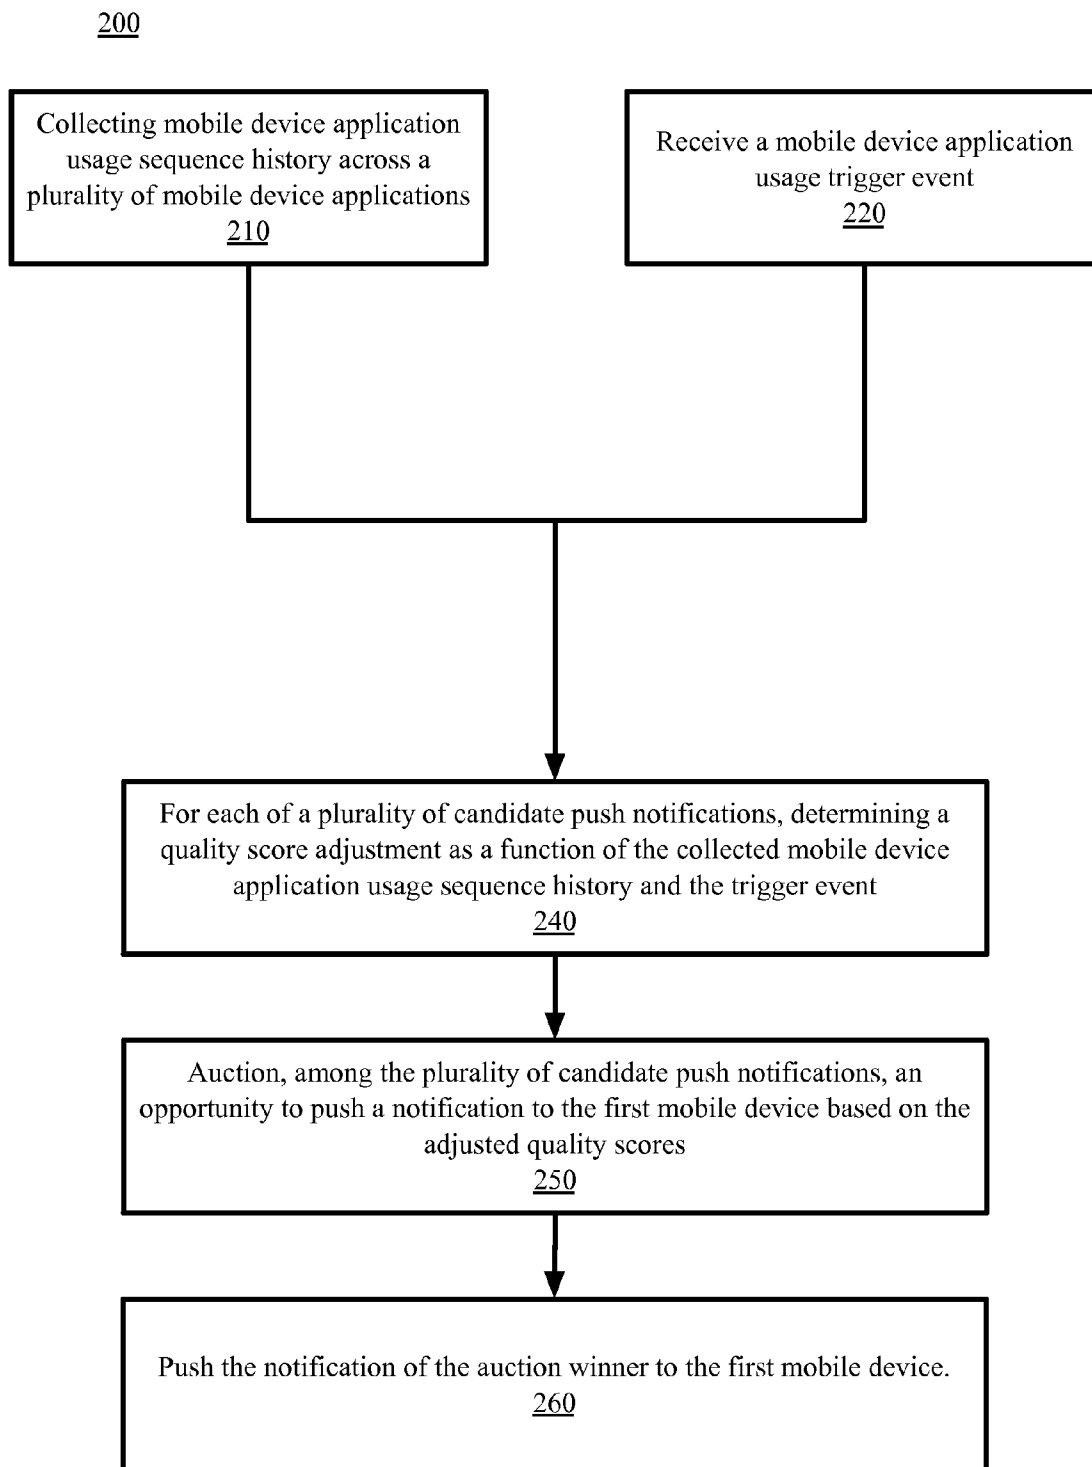 200
Collecting mobile device application
usage sequence history across a
plurality of mobile device applications
210
Receive a mobile device application
usage trigger event
220
For each of a plurality of candidate push notifications, determining a
quality score adjustment as a function of the collected mobile device
application usage sequence history and the trigger event
240
Auction, among the plurality of candidate push notifications, an
opportunity to push a notification to the first mobile device based on the
adjusted quality scores
250
Push the notification of the auction winner to the first mobile device.
260